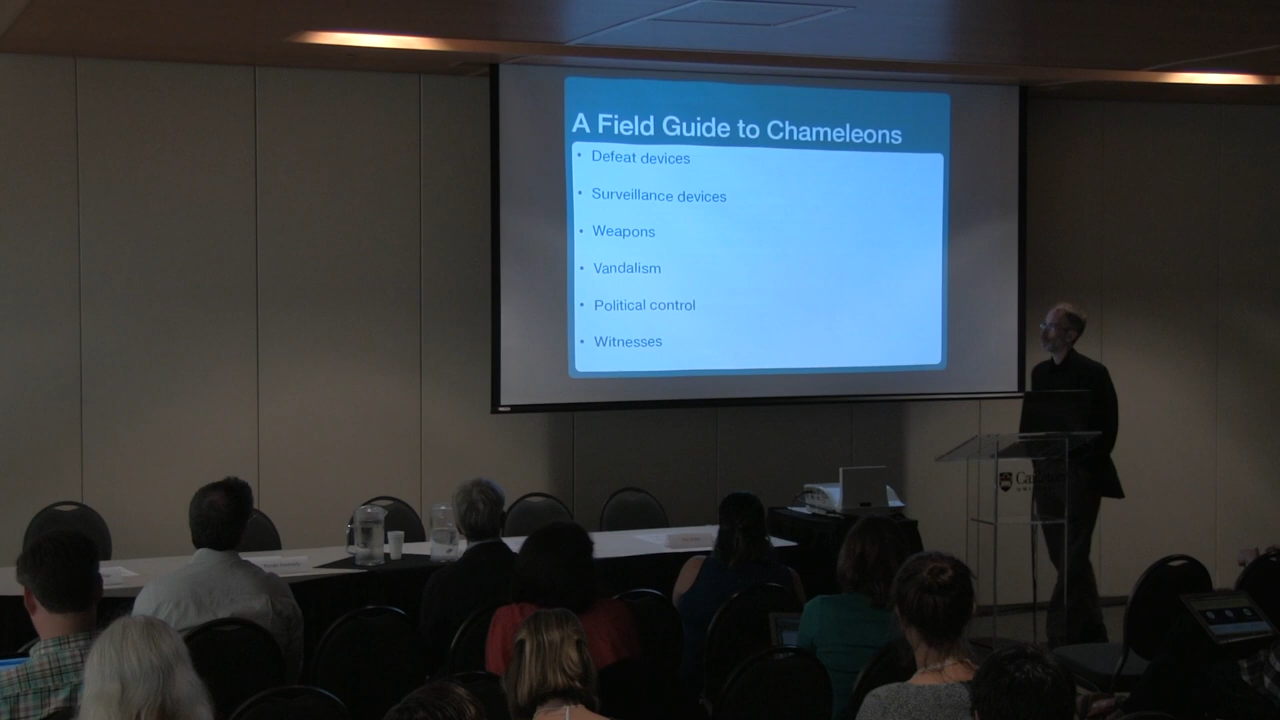 A Field Guide to Chameleons
• Defeat devices
• Surveillance devices
• Weapons
• Vandalism
• Political control
• Witnesses